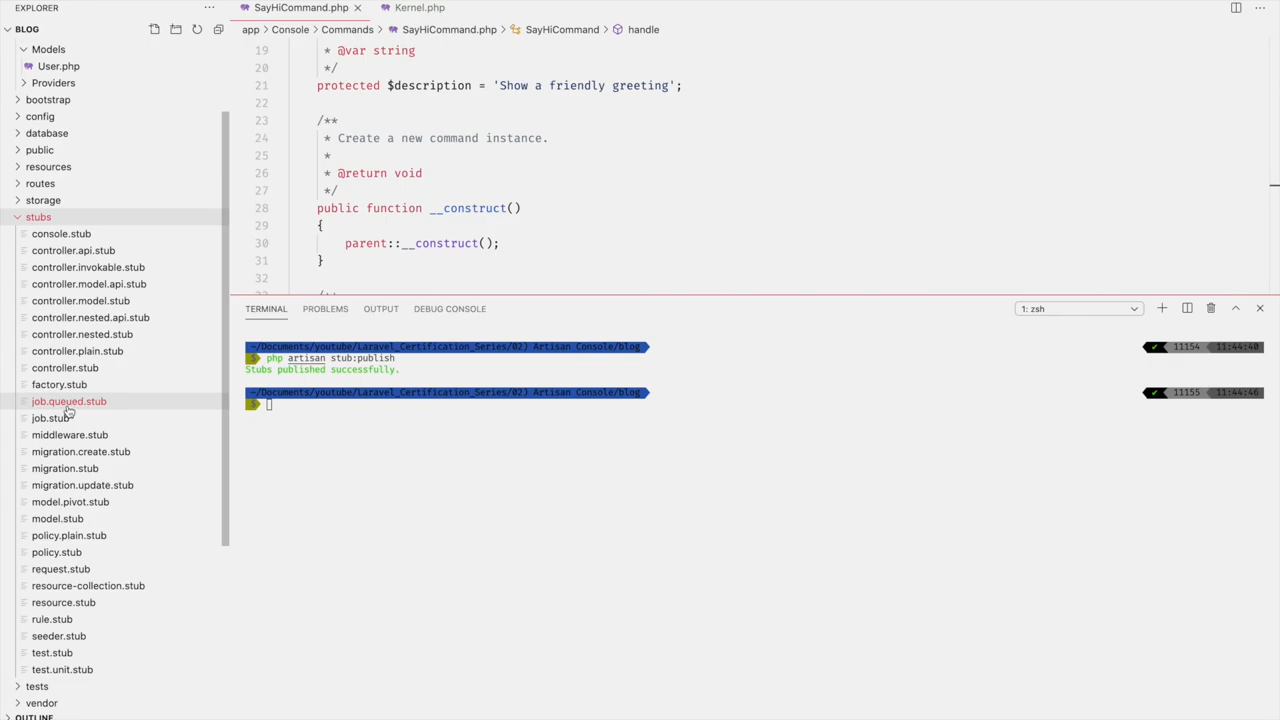 EXPLORER
BLOG
Models
User.php
Providers
bootstrap
config
database
public
resources
routes
storage
stubs
console.stub
controller.api.stub
controller.invokable.stub
controller.model.api.stub
controller.model.stub
controller.nested.api.stub
controller.nested.stub
controller.plain.stub
controller.stub
factory.stub
job.queued.stub
job.stub
middleware.stub
migration.create.stub
migration.stub
migration.update.stub
model.pivot.stub
model.stub
policy.plain.stub
policy.stub
request.stub
resource-collection.stub
resource.stub
rule.stub
seeder.stub
test.stub
test.unit.stub
tests
vendor
OUTLINE
SayHiCommand.php Kernel.php
app > Console > Commands > SayHiCommand.php > SayHiCommand > handle
19 * @var string
20 */
21 protected $description = 'Show a friendly greeting';
22
23 /**
24 * Create a new command instance.
25 *
26 * @return void
27 */
28 public function __construct()
29 {
30 parent::__construct();
31 }
32
33 /**
TERMINAL PROBLEMS OUTPUT DEBUG CONSOLE 1: zsh
~/Documents/youtube/Laravel_Certification_Series/02) Artisan Console/blog ✔ 11154 11:44:40
$ php artisan stub:publish
Stubs published successfully.
~/Documents/youtube/Laravel_Certification_Series/02) Artisan Console/blog ✔ 11155 11:44:46
$